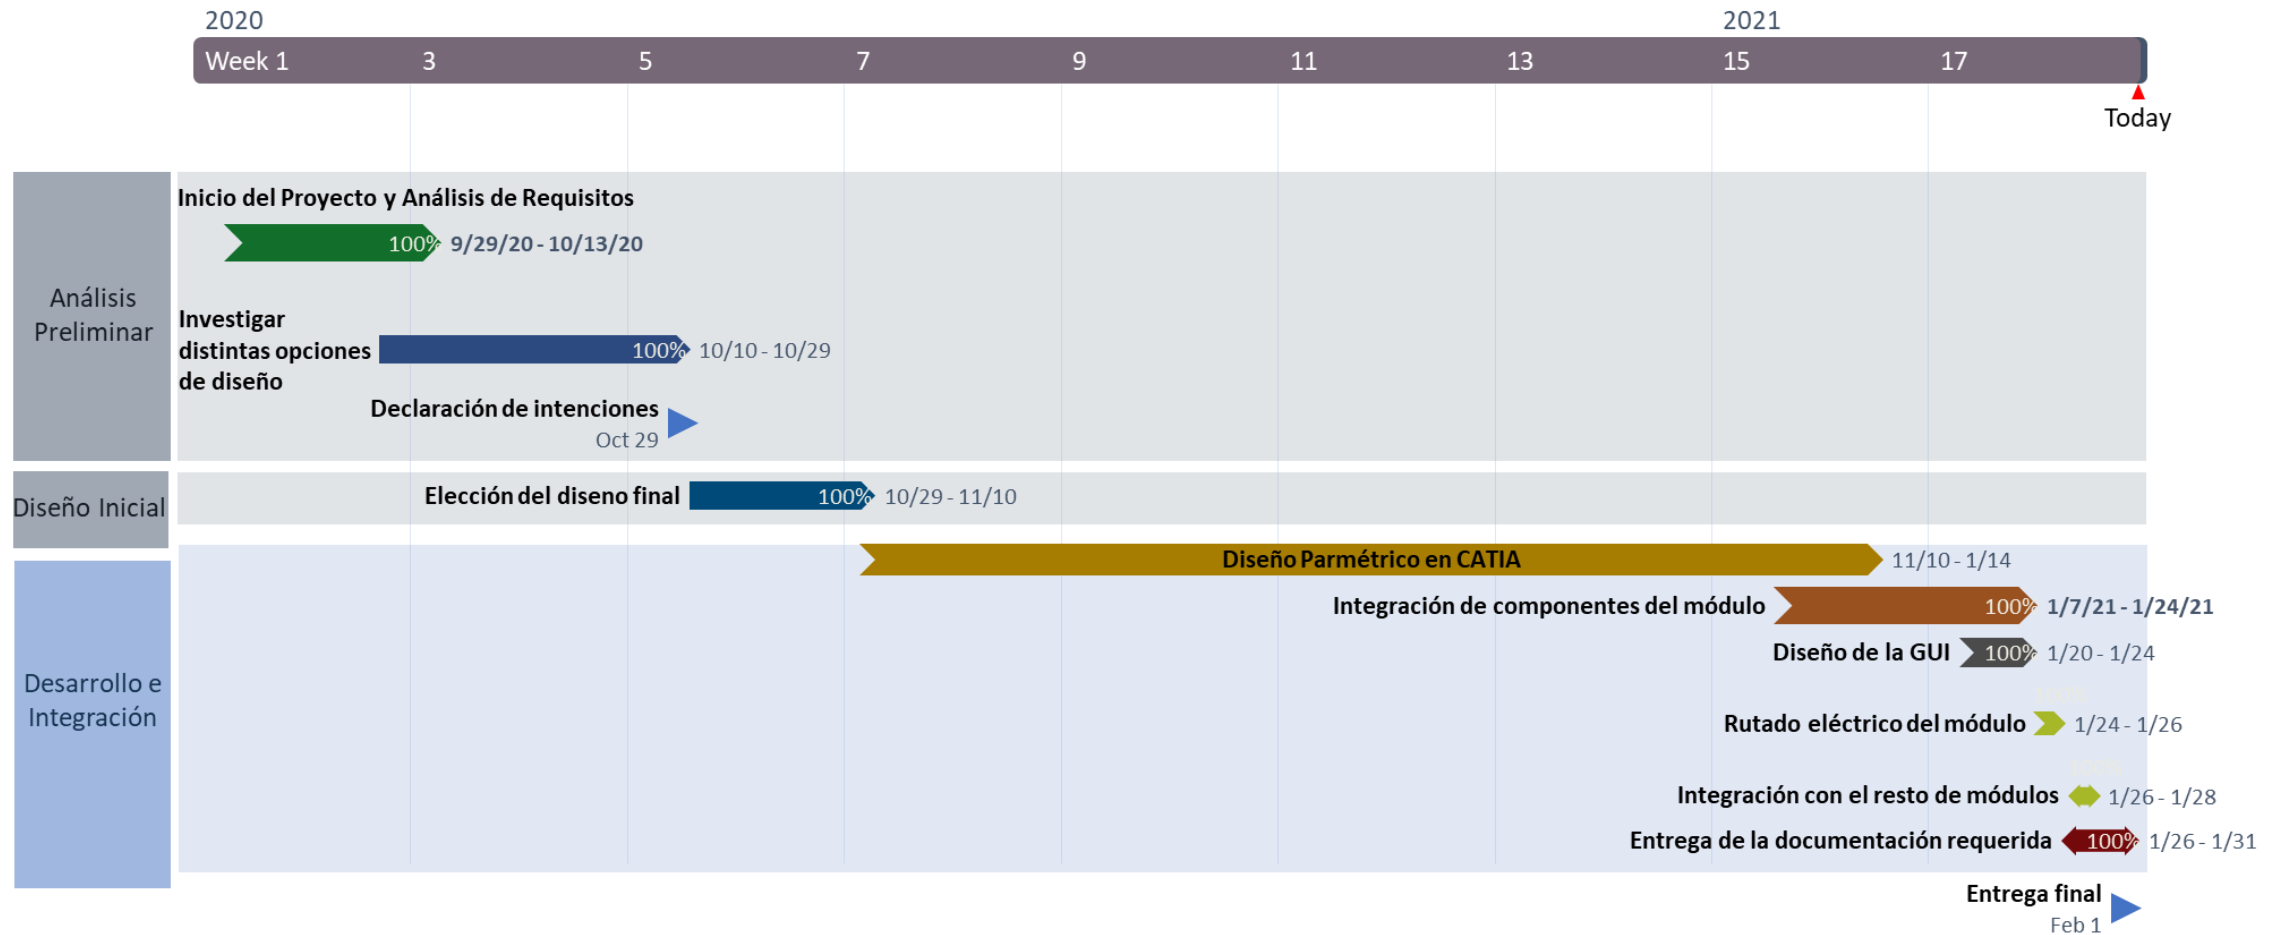 2020 2021
Week 1 3 5 7 9 11 13 15 17
Today
Análisis
Preliminar
Inicio del Proyecto y Análisis de Requisitos
100% 9/29/20 - 10/13/20
Investigar
distintas opciones
de diseño
100% 10/10 - 10/29
Declaración de intenciones
Oct 29
Diseño Inicial
Elección del diseno final 100% 10/29 - 11/10
Desarrollo e
Integración
Diseño Parmétrico en CATIA 11/10 - 1/14
Integración de componentes del módulo 100% 1/7/21 - 1/24/21
Diseño de la GUI 100% 1/20 - 1/24
100%
Rutado eléctrico del módulo 1/24 - 1/26
100%
Integración con el resto de módulos 1/26 - 1/28
Entrega de la documentación requerida 100% 1/26 - 1/31
Entrega final
Feb 1